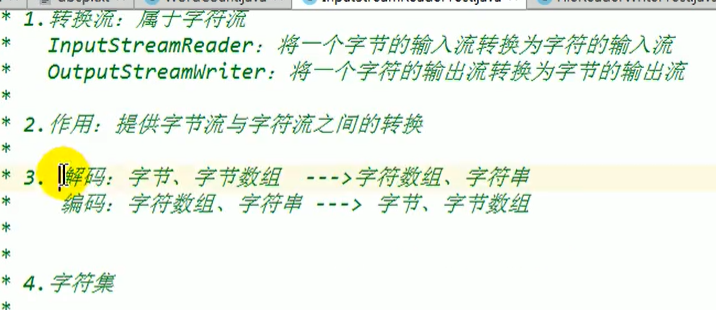 WordCount.java
InputStreamReaderTest.java
* 1.转换流：属于字符流
*   InputStreamReader：将一个字节的输入流转换为字符的输入流
*   OutputStreamWriter：将一个字符的输出流转换为字节的输出流
*
* 2.作用：提供字节流与字符流之间的转换
*
* 3. 解码：字节、字节数组  --->字符数组、字符串
*    编码：字符数组、字符串 ---> 字节、字节数组
*
*
* 4.字符集
*